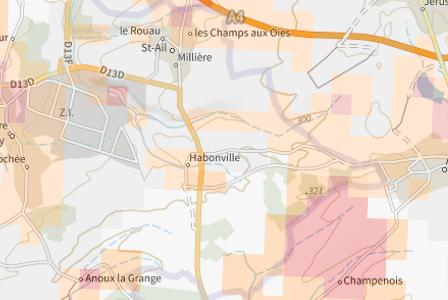 A4
le Rouau
les Champs aux Oies
St-Ail
Millière
D13F
D13D
D13D
Z.I.
300
Habonville
321
Anoux la Grange
Champenois